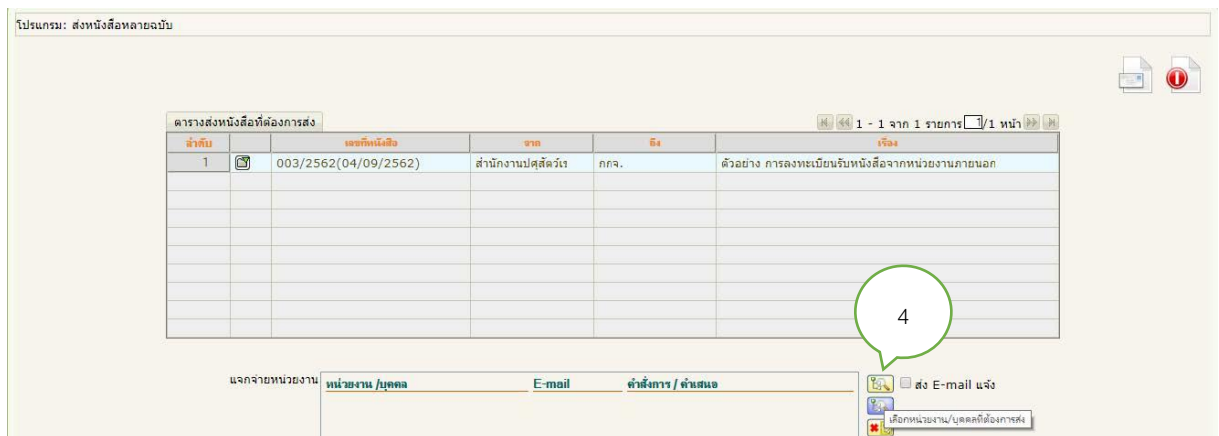 โปรแกรม: ส่งหนังสือหลายฉบับ
ตารางส่งหนังสือที่ต้องการส่ง
1 - 1 จาก 1 รายการ 1/1 หน้า
ลำดับ เลขที่หนังสือ จาก ถึง เรื่อง
1 003/2562(04/09/2562) สำนักงานปศุสัตว์เข กกจ. ตัวอย่าง การลงทะเบียนรับหนังสือจากหน่วยงานภายนอก
4
แจกจ่ายหน่วยงาน หน่วยงาน /บุคคล E-mail คำสั่งการ / คำเสนอ ส่ง E-mail แจ้ง
เลือกหน่วยงาน/บุคคลที่ต้องการส่ง